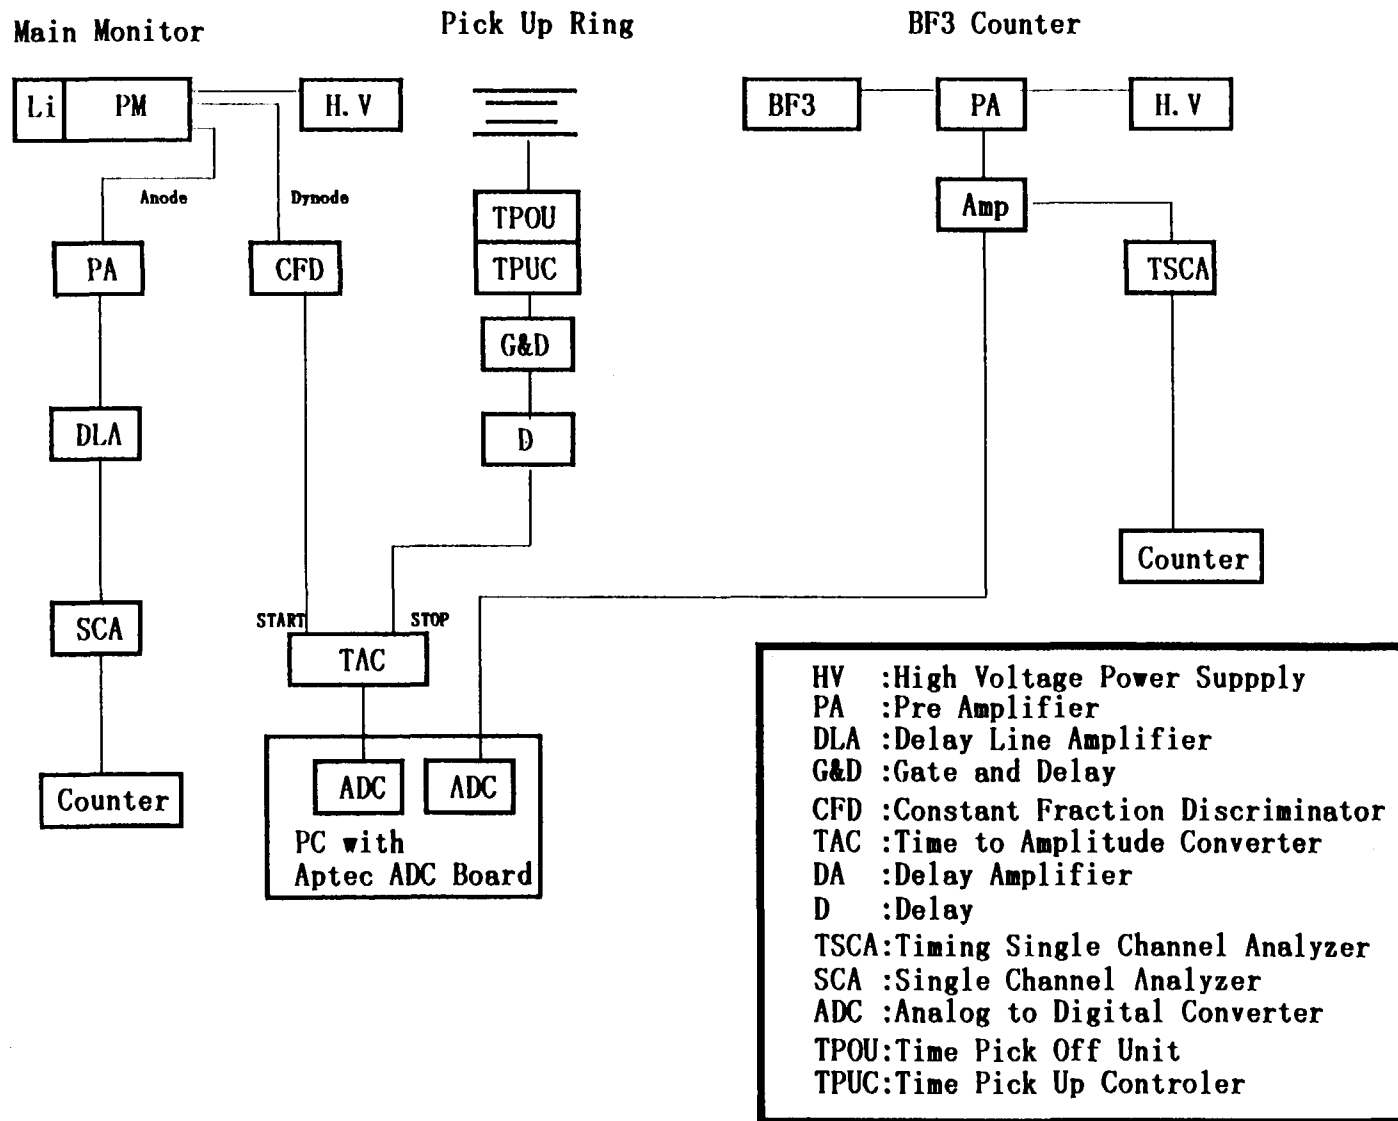 Main Monitor
Pick Up Ring
BF3 Counter
Li PM
H.V
BF3
PA
H.V
Anode
Dynode
TPOU
Amp
PA
CFD
TPUC
TSCA
G&D
DLA
D
Counter
SCA
START
STOP
TAC
ADC
ADC
Counter
PC with
Aptec ADC Board
HV :High Voltage Power Suppply
PA :Pre Amplifier
DLA :Delay Line Amplifier
G&D :Gate and Delay
CFD :Constant Fraction Discriminator
TAC :Time to Amplitude Converter
DA :Delay Amplifier
D :Delay
TSCA:Timing Single Channel Analyzer
SCA :Single Channel Analyzer
ADC :Analog to Digital Converter
TPOU:Time Pick Off Unit
TPUC:Time Pick Up Controler